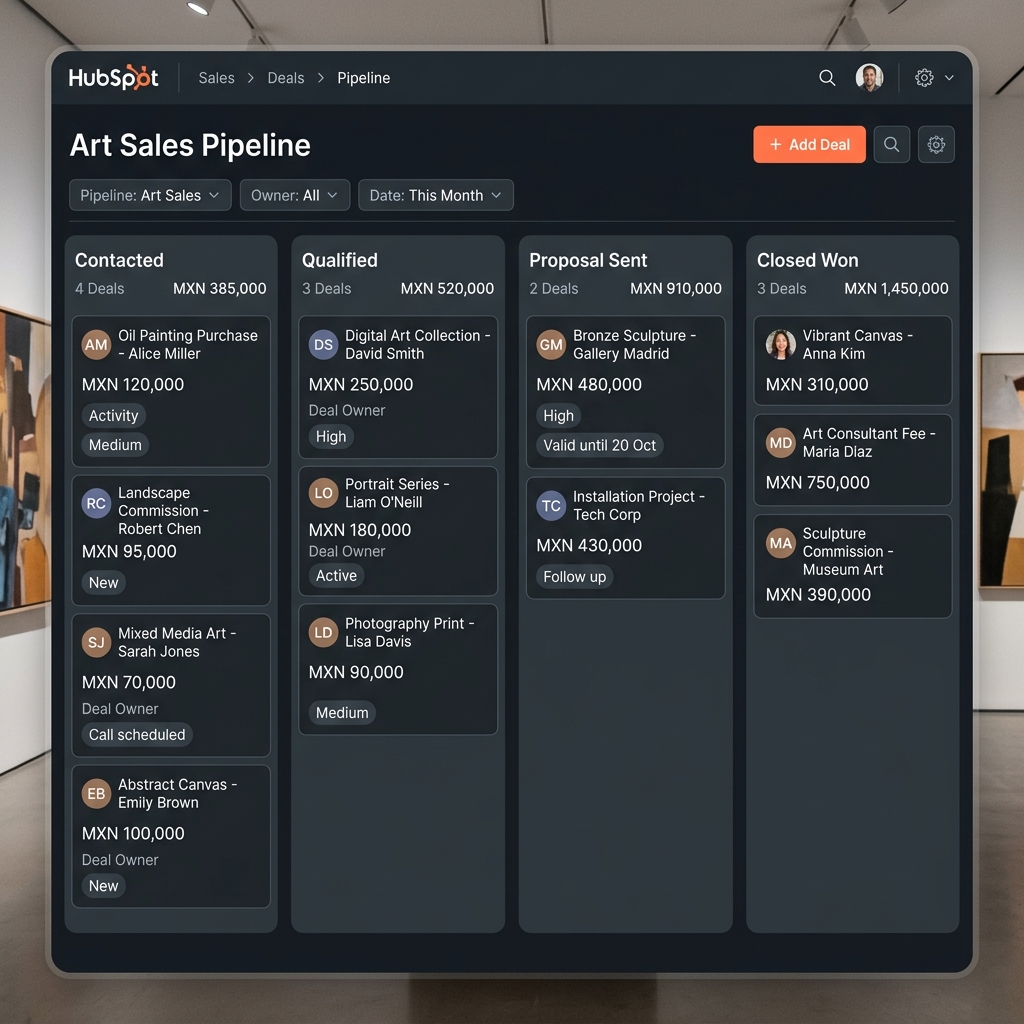 HubSpot
Sales > Deals > Pipeline
Art Sales Pipeline
+ Add Deal
Pipeline: Art Sales
Owner: All
Date: This Month
Contacted
4 Deals MXN 385,000
AM
Oil Painting Purchase
- Alice Miller
MXN 120,000
Activity
Medium
RC
Landscape
Commission -
Robert Chen
MXN 95,000
New
SJ
Mixed Media Art -
Sarah Jones
MXN 70,000
Deal Owner
Call scheduled
EB
Abstract Canvas -
Emily Brown
MXN 100,000
Deal Owner
New
Qualified
3 Deals MXN 520,000
DS
Digital Art Collection -
David Smith
MXN 250,000
Deal Owner
High
LO
Portrait Series -
Liam O'Neill
MXN 180,000
Deal Owner
Active
LD
Photography Print -
Lisa Davis
MXN 90,000
Medium
Proposal Sent
2 Deals MXN 910,000
GM
Bronze Sculpture -
Gallery Madrid
MXN 480,000
High
Valid until 20 Oct
TC
Installation Project -
Tech Corp
MXN 430,000
Follow up
Closed Won
3 Deals MXN 1,450,000
Vibrant Canvas -
Anna Kim
MXN 310,000
MD
Art Consultant Fee -
Maria Diaz
MXN 750,000
MA
Sculpture
Commission -
Museum Art
MXN 390,000